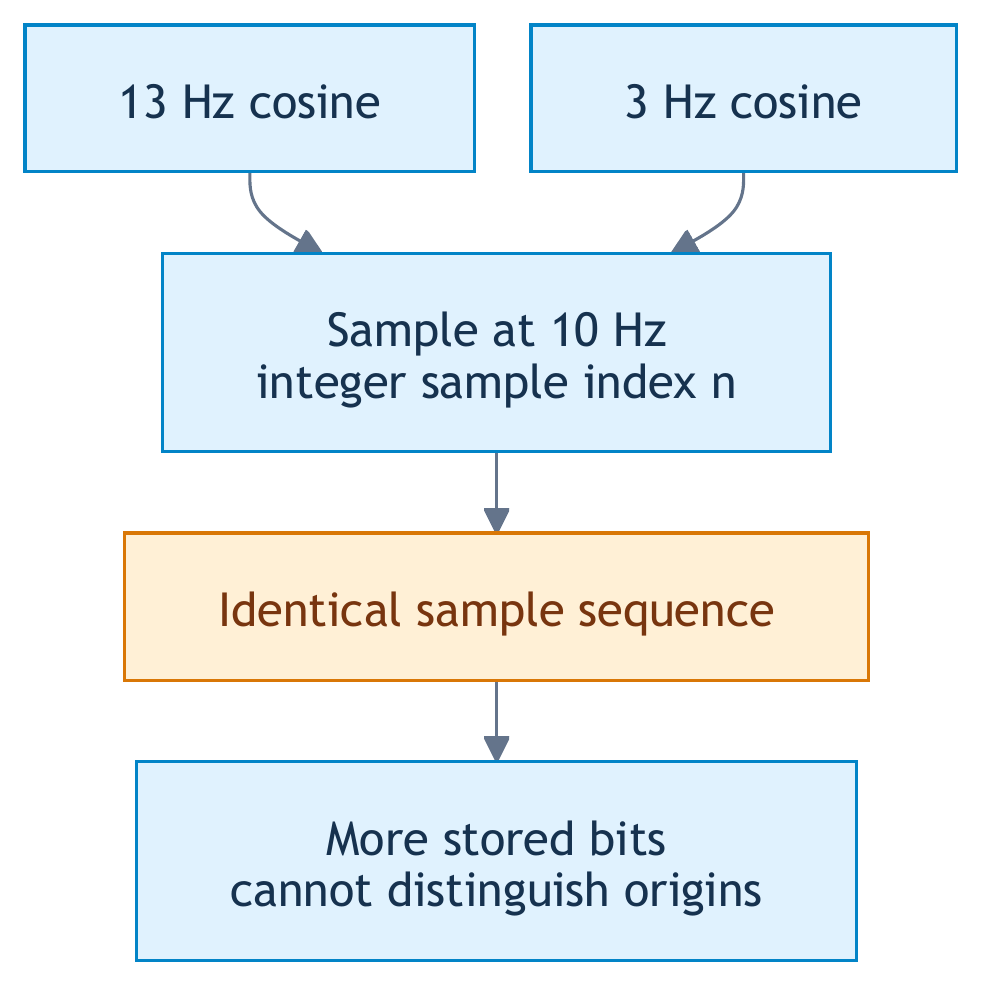 13 Hz cosine
3 Hz cosine
Sample at 10 Hz
integer sample index n
Identical sample sequence
More stored bits
cannot distinguish origins